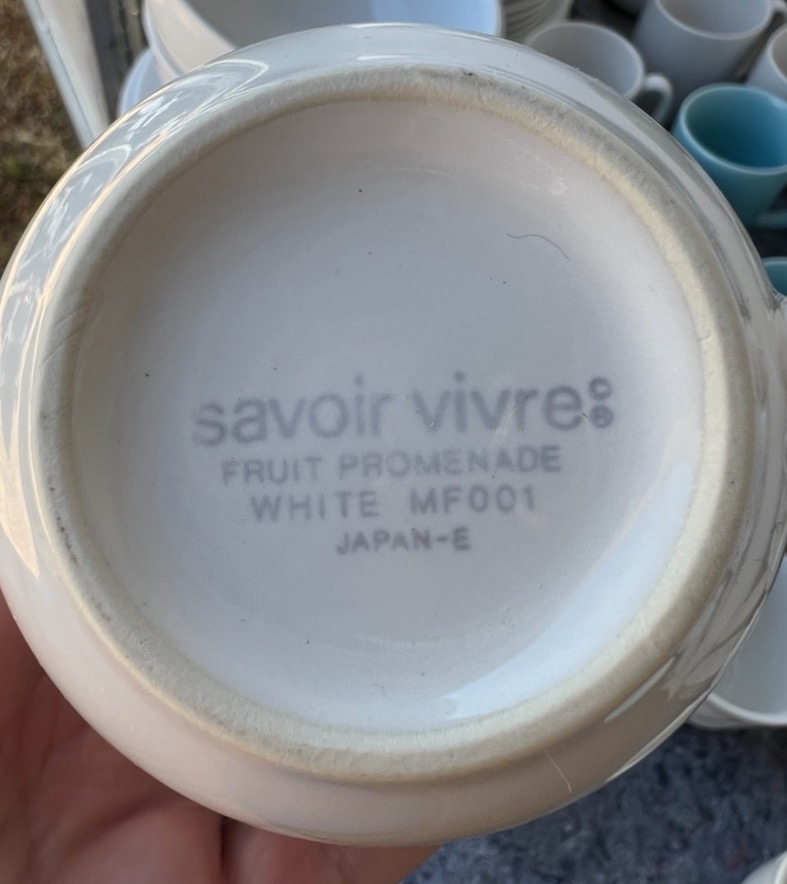 savoir vivre©®
FRUIT PROMENADE
WHITE MF001
JAPAN-E